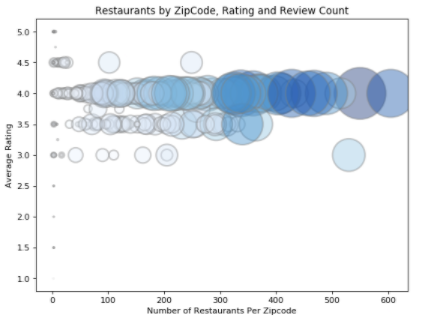 Restaurants by ZipCode, Rating and Review Count
Average Rating
5.0
4.5
4.0
3.5
3.0
2.5
2.0
1.5
1.0
0 100 200 300 400 500 600
Number of Restaurants Per Zipcode